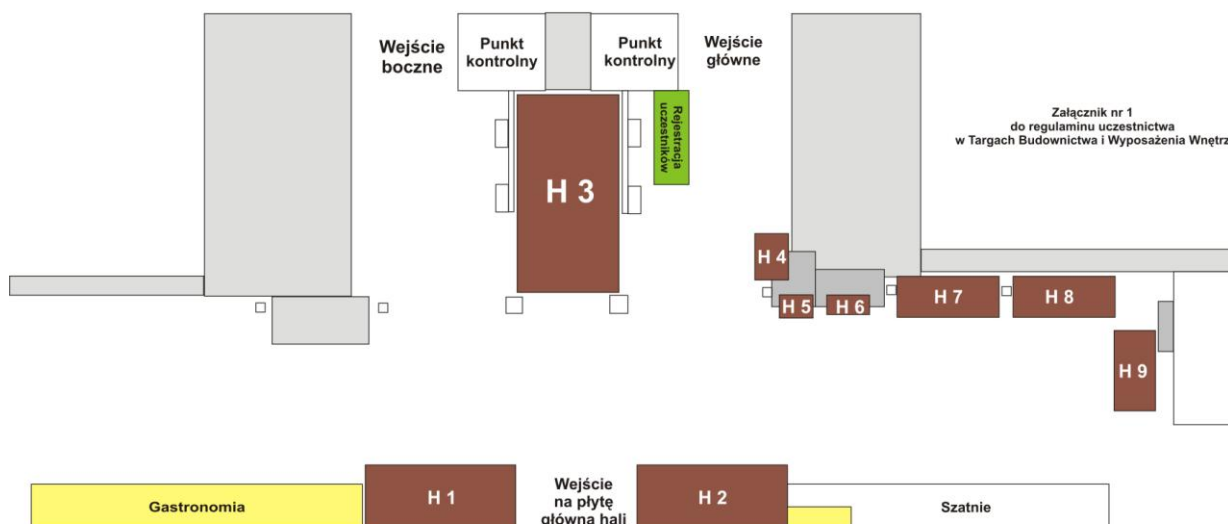 Wejście
boczne
Punkt
kontrolny
Punkt
kontrolny
Wejście
główne
Rejestracja
uczestników
Załącznik nr 1
do regulaminu uczestnictwa
w Targach Budownictwa i Wyposażenia Wnętrz
H 3
H 4
H 5
H 6
H 7
H 8
H 9
Gastronomia
H 1
Wejście
na płytę
główną hali
H 2
Szatnie